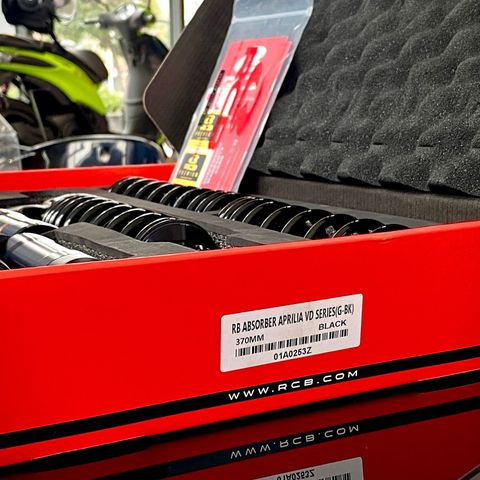 RB ABSORBER APRILIA VD SERIES(G-BK)
370MM BLACK
01A0253Z
WWW.RCB.COM